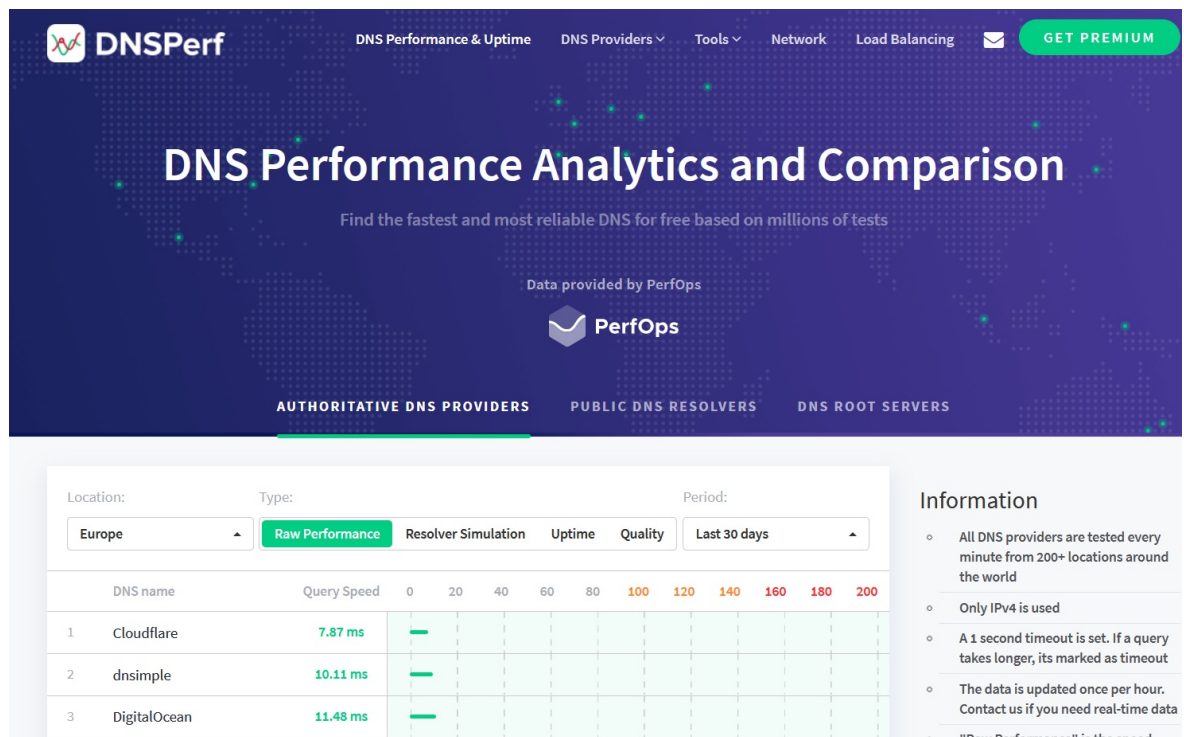 DNSPerf
DNS Performance & Uptime DNS Providers Tools Network Load Balancing GET PREMIUM
DNS Performance Analytics and Comparison
Find the fastest and most reliable DNS for free based on millions of tests
Data provided by PerfOps
PerfOps
AUTHORITATIVE DNS PROVIDERS PUBLIC DNS RESOLVERS DNS ROOT SERVERS
Location: Type: Period:
Europe Raw Performance Resolver Simulation Uptime Quality Last 30 days
DNS name Query Speed 0 20 40 60 80 100 120 140 160 180 200
1 Cloudflare 7.87 ms
2 dnsimple 10.11 ms
3 DigitalOcean 11.48 ms
Information
All DNS providers are tested every
minute from 200+ locations around
the world
Only IPv4 is used
A 1 second timeout is set. If a query
takes longer, its marked as timeout
The data is updated once per hour.
Contact us if you need real-time data
"Raw Performance" is the speed